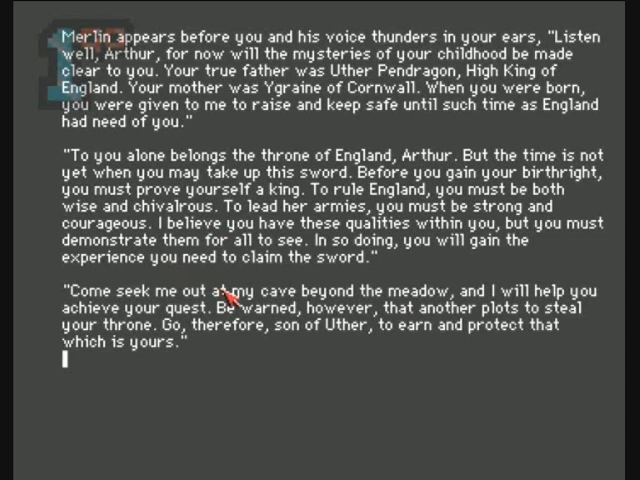 Merlin appears before you and his voice thunders in your ears, "Listen
well, Arthur, for now will the mysteries of your childhood be made
clear to you. Your true father was Uther Pendragon, High King of
England. Your mother was Ygraine of Cornwall. When you were born,
you were given to me to raise and keep safe until such time as England
had need of you."
"To you alone belongs the throne of England, Arthur. But the time is not
yet when you may take up this sword. Before you gain your birthright,
you must prove yourself a king. To rule England, you must be both
wise and chivalrous. To lead her armies, you must be strong and
courageous. I believe you have these qualities within you, but you must
demonstrate them for all to see. In so doing, you will gain the
experience you need to claim the sword."
"Come seek me out at my cave beyond the meadow, and I will help you
achieve your quest. Be warned, however, that another plots to steal
your throne. Go, therefore, son of Uther, to earn and protect that
which is yours."